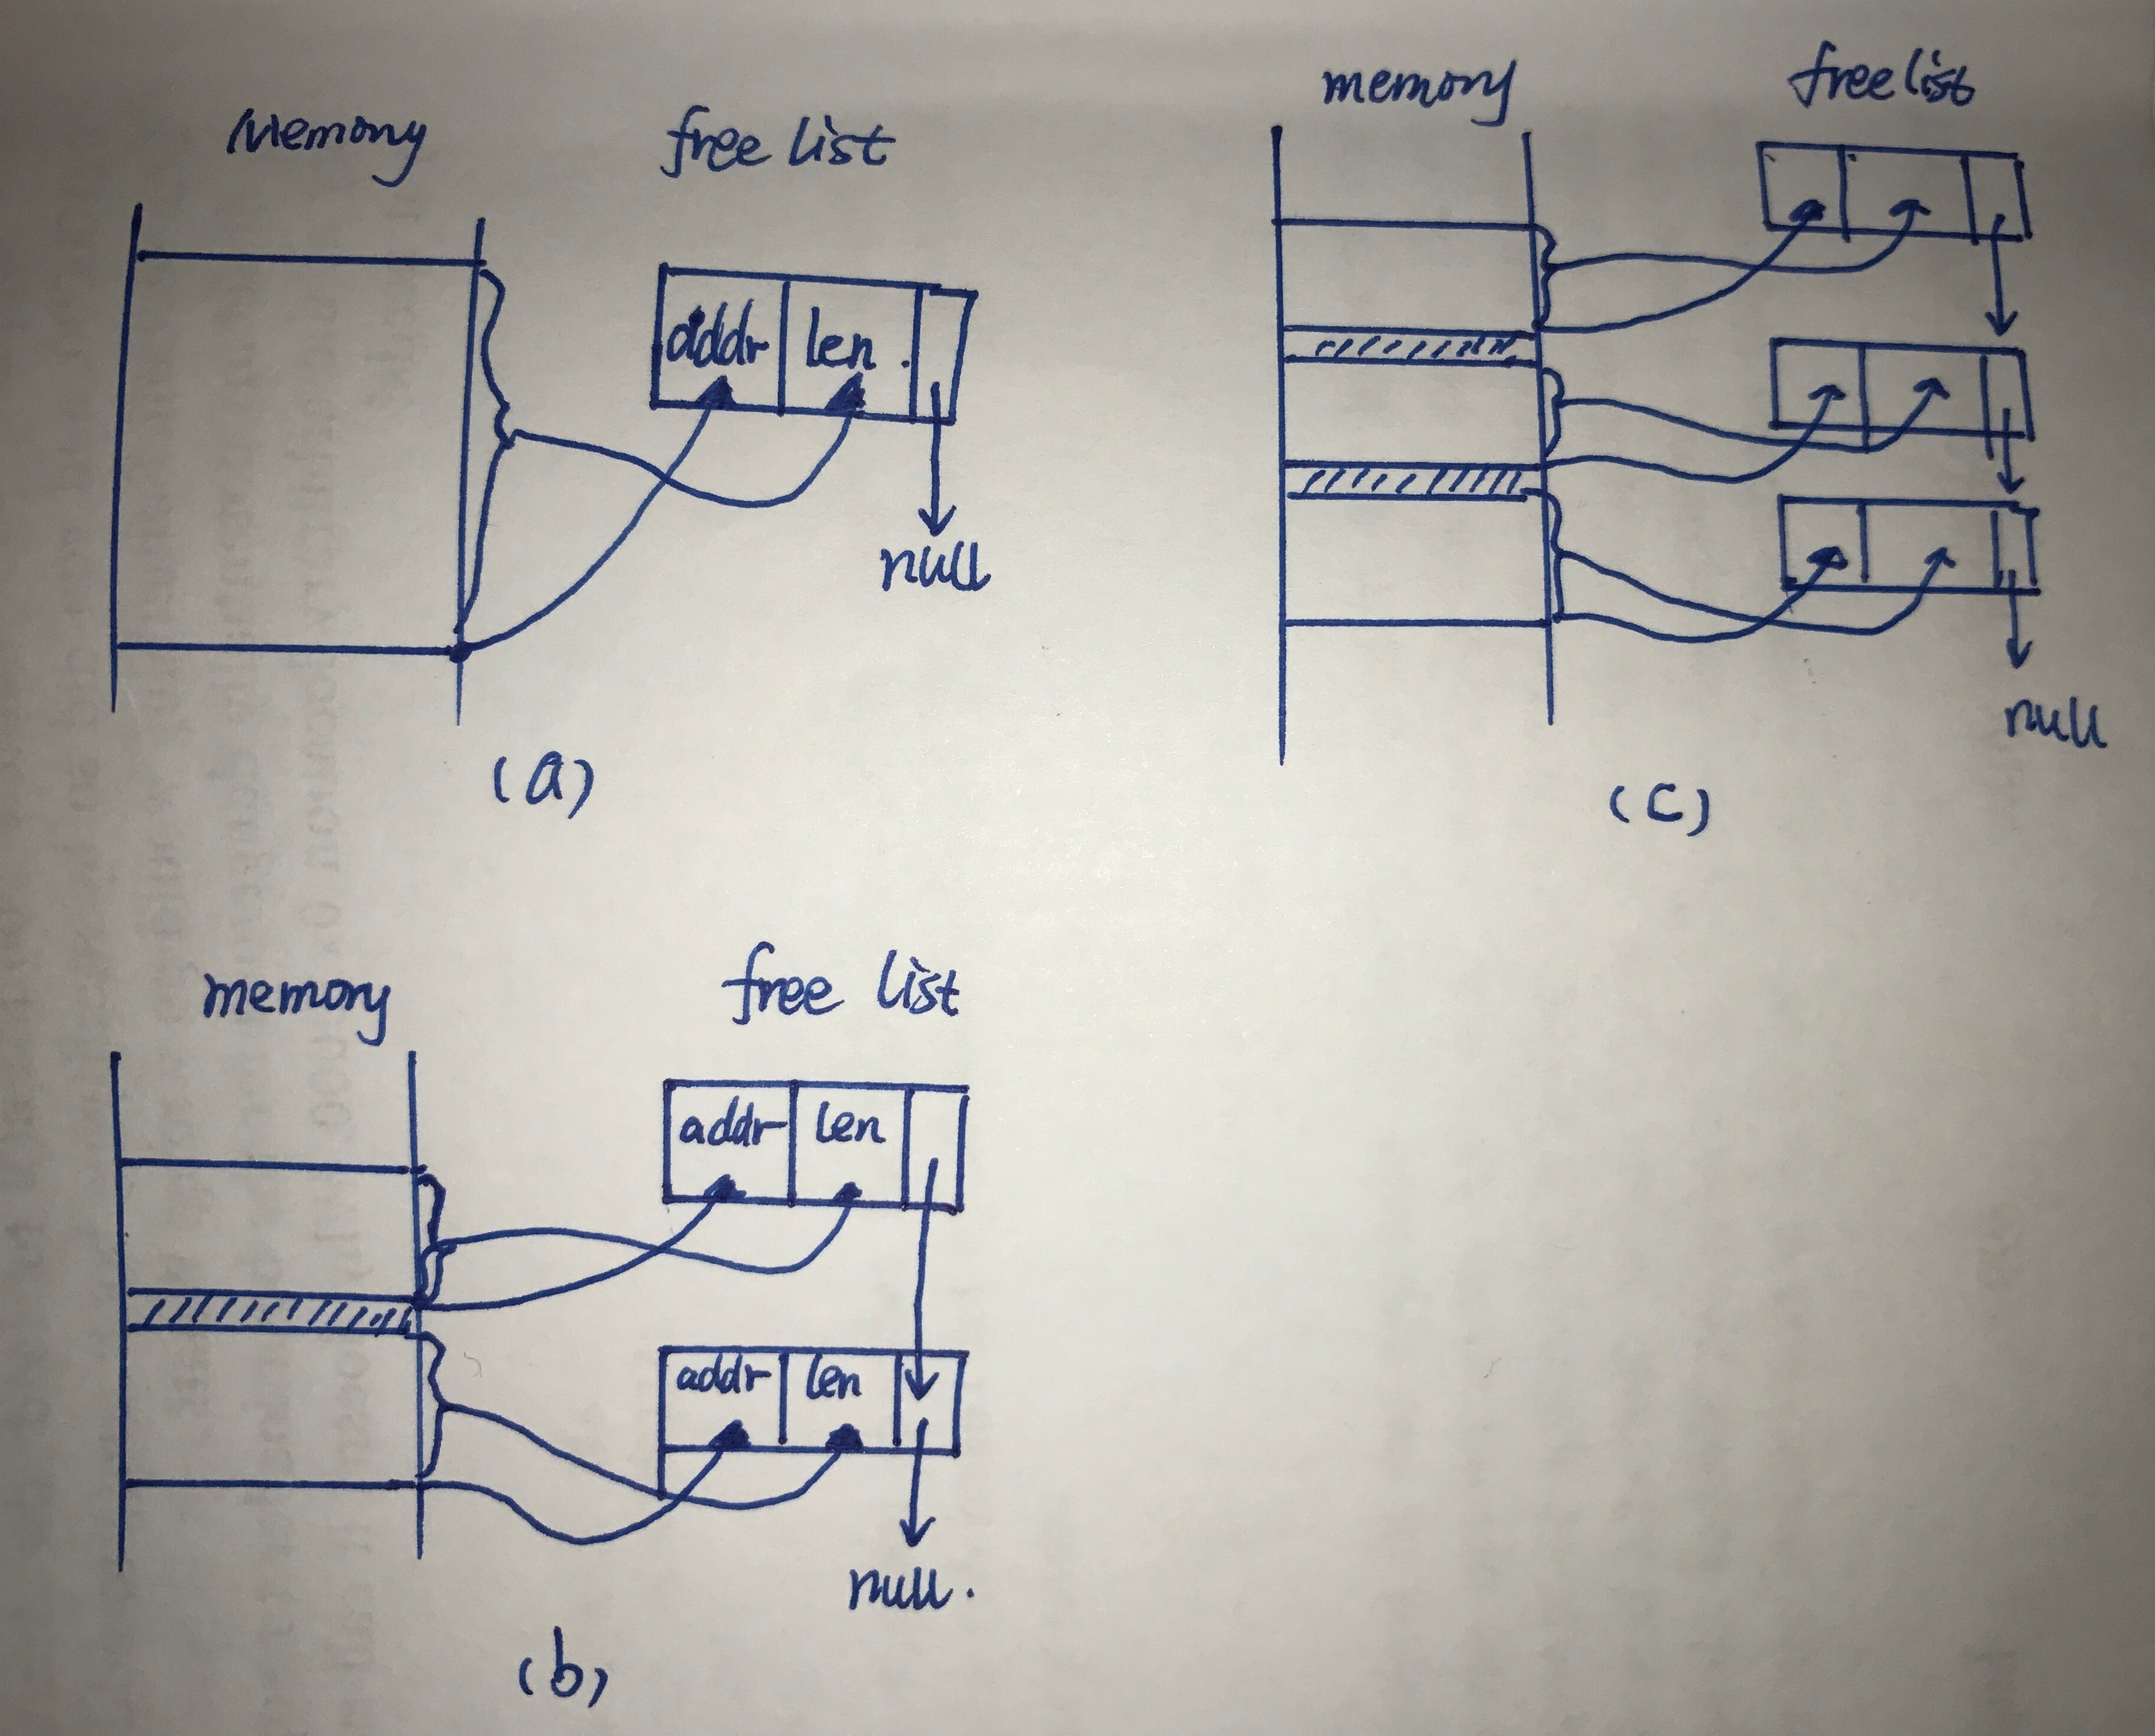 Memory free list
addr len .
null
(a)
memory free list
null
(c)
memory free list
addr len
addr len
null.
(b)